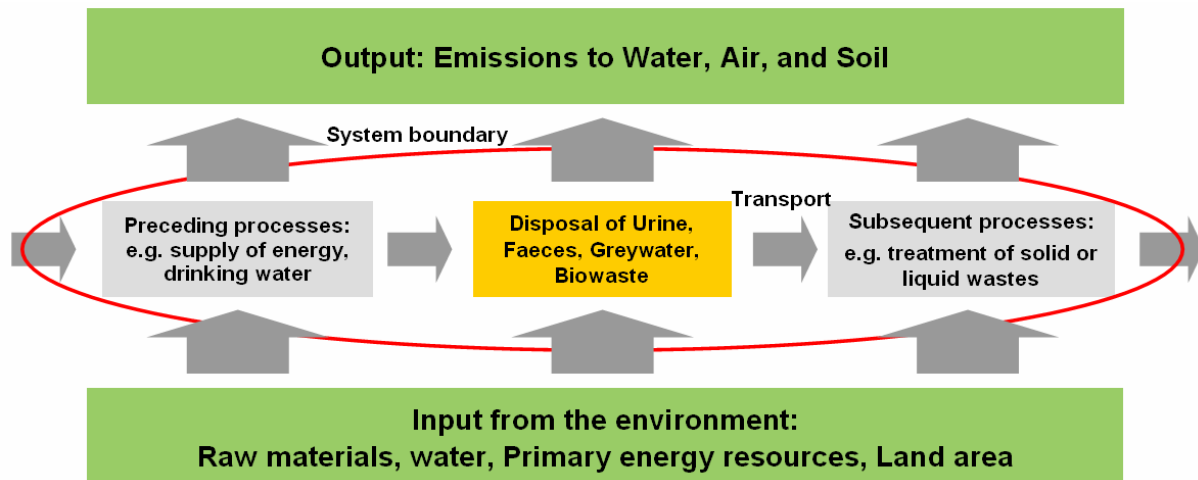 Output: Emissions to Water, Air, and Soil
System boundary
Preceding processes:
e.g. supply of energy,
drinking water
Disposal of Urine,
Faeces, Greywater,
Biowaste
Transport
Subsequent processes:
e.g. treatment of solid or
liquid wastes
Input from the environment:
Raw materials, water, Primary energy resources, Land area